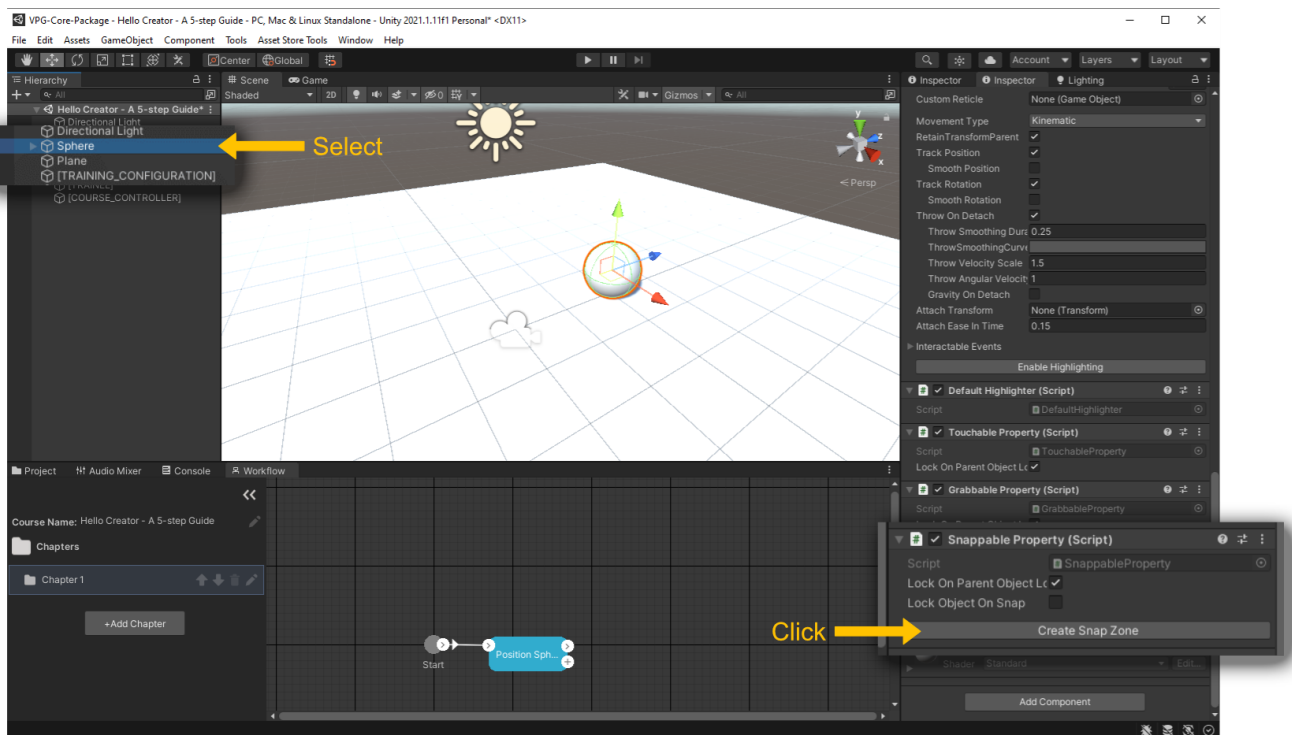 VPG-Core-Package - Hello Creator - A 5-step Guide - PC, Mac & Linux Standalone - Unity 2021.1.11f1 Personal* <DX11>
File Edit Assets GameObject Component Tools Asset Store Tools Window Help
Center Global Account Layers Layout
Hierarchy
All
Hello Creator - A 5-step Guide*
Directional Light
Directional Light
Sphere
Plane
[TRAINING_CONFIGURATION]
[TRAINEE]
[COURSE_CONTROLLER]
Select
Scene Game
Shaded 2D 0 Gizmos All
y
z
x
Persp
Inspector Inspector Lighting
Custom Reticle None (Game Object)
Movement Type Kinematic
RetainTransformParent
Track Position
Smooth Position
Track Rotation
Smooth Rotation
Throw On Detach
Throw Smoothing Dura 0.25
ThrowSmoothingCurve
Throw Velocity Scale 1.5
Throw Angular Velocit 1
Gravity On Detach
Attach Transform None (Transform)
Attach Ease In Time 0.15
Interactable Events
Enable Highlighting
Default Highlighter (Script)
Script DefaultHighlighter
Touchable Property (Script)
Script TouchableProperty
Lock On Parent Object Lo
Grabbable Property (Script)
Script GrabbableProperty
Snappable Property (Script)
Script SnappableProperty
Lock On Parent Object Lo
Lock Object On Snap
Create Snap Zone
Click
Shader Standard Edit...
Add Component
Project Audio Mixer Console Workflow
Course Name: Hello Creator - A 5-step Guide
Chapters
Chapter 1
+Add Chapter
Start
Position Sph...